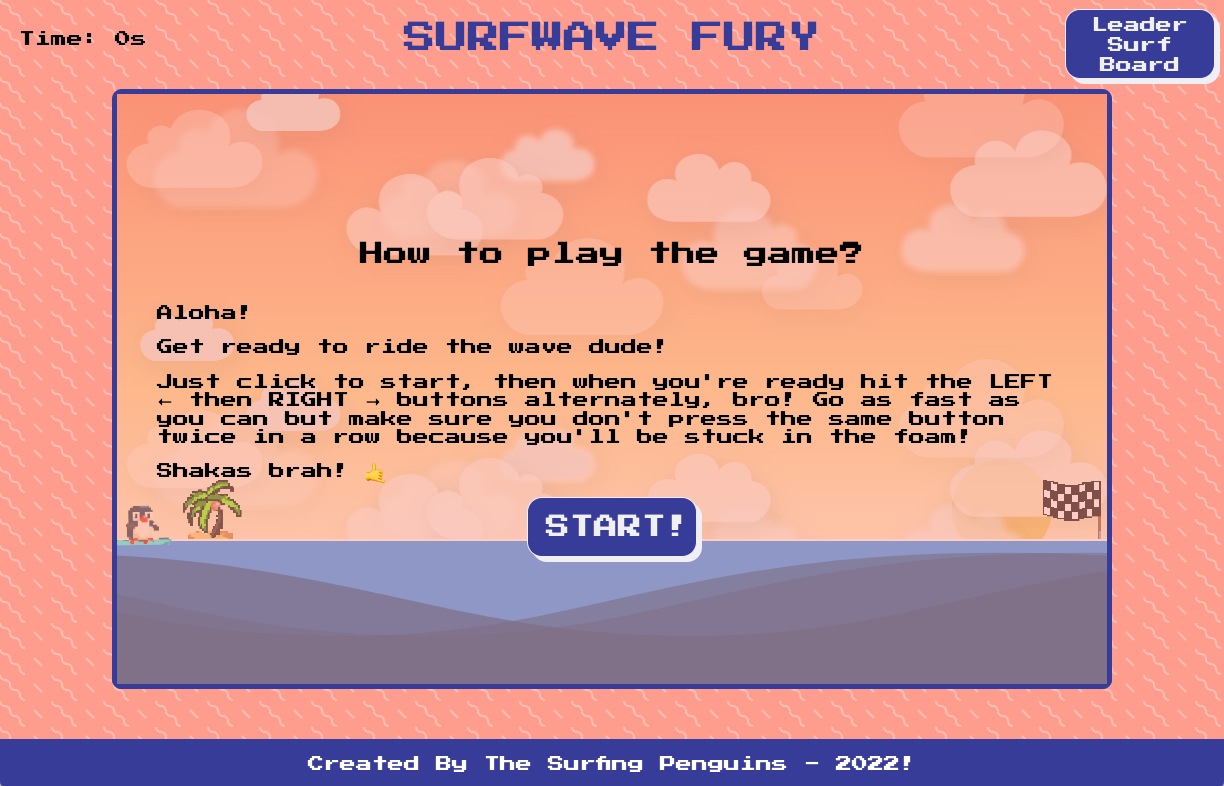 Time: 0s
SURFWAVE FURY
Leader
Surf
Board
How to play the game?
Aloha!
Get ready to ride the wave dude!
Just click to start, then when you're ready hit the LEFT
← then RIGHT → buttons alternately, bro! Go as fast as
you can but make sure you don't press the same button
twice in a row because you'll be stuck in the foam!
Shakas brah! 🤙
START!
Created By The Surfing Penguins - 2022!